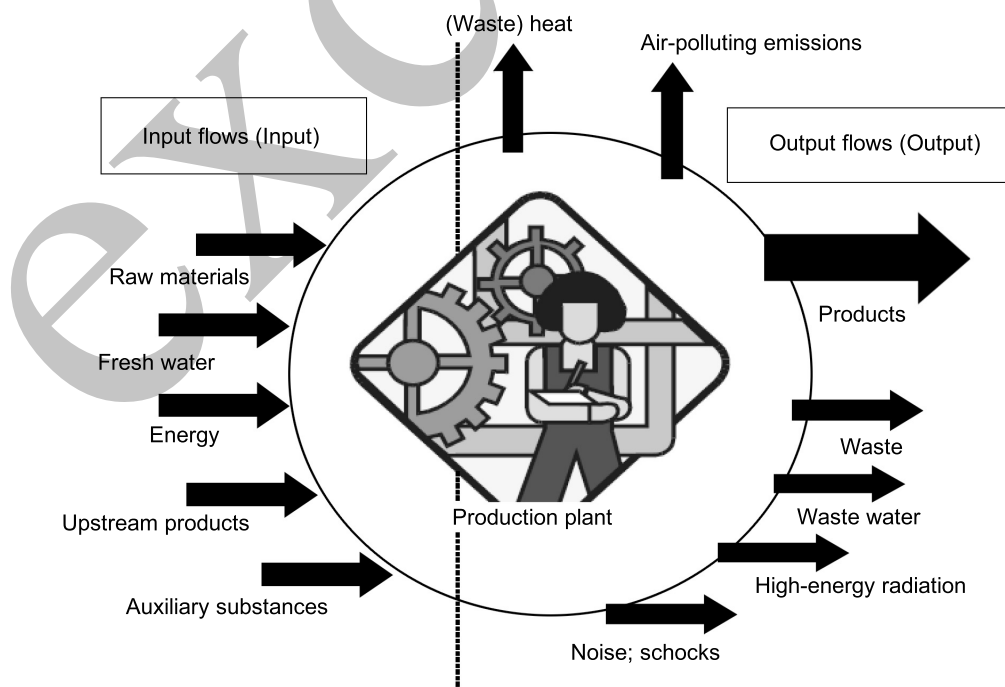 (Waste) heat
Air-polluting emissions
Input flows (Input)
Output flows (Output)
Raw materials
Products
Fresh water
Energy
Waste
Upstream products
Production plant
Waste water
High-energy radiation
Auxiliary substances
Noise; schocks
exc